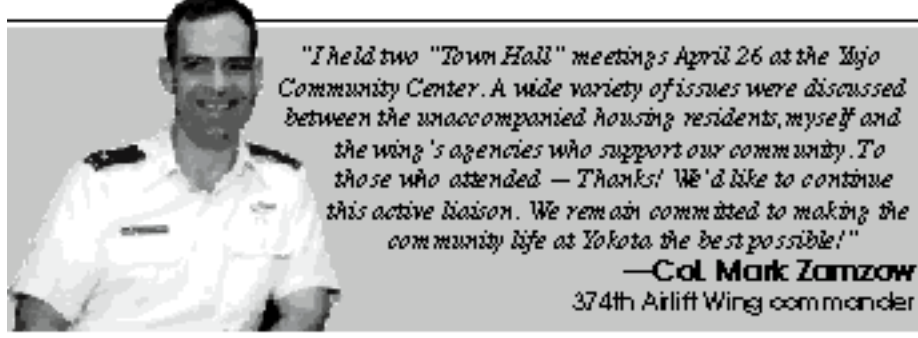 "I held two "Town Hall" meetings April 26 at the Yujo
Community Center. A wide variety of issues were discussed
between the unaccompanied housing residents, myself and
the wing's agencies who support our community. To
those who attended — Thanks! We'd like to continue
this active liaison. We remain committed to making the
community life at Yokota the best possible!"
—Col. Mark Zamzow
374th Airlift Wing commander